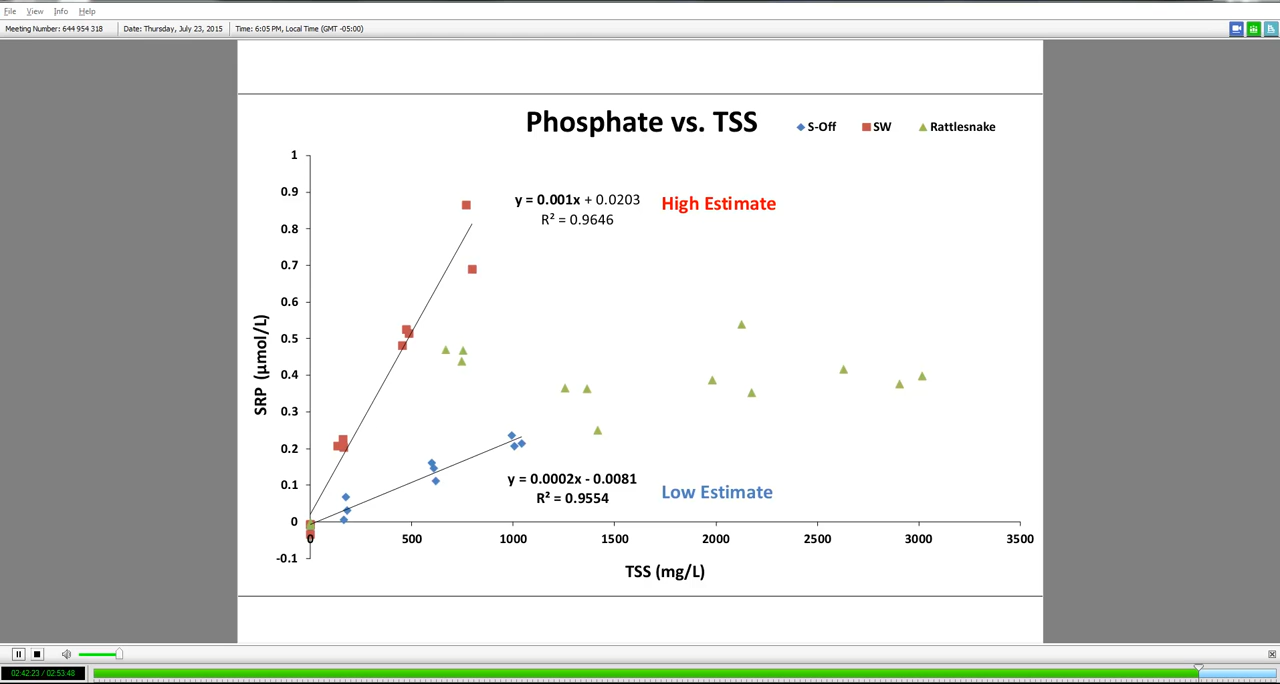 File View Info Help
Meeting Number: 644 954 318 Date: Thursday, July 23, 2015 Time: 6:05 PM, Local Time (GMT -05:00)
Phosphate vs. TSS
S-Off SW Rattlesnake
1
0.9
0.8
0.7
0.6
0.5
0.4
0.3
0.2
0.1
0
-0.1
SRP (µmol/L)
y = 0.001x + 0.0203
R² = 0.9646
High Estimate
y = 0.0002x - 0.0081
R² = 0.9554
Low Estimate
0 500 1000 1500 2000 2500 3000 3500
TSS (mg/L)
02:42:23 / 02:53:48